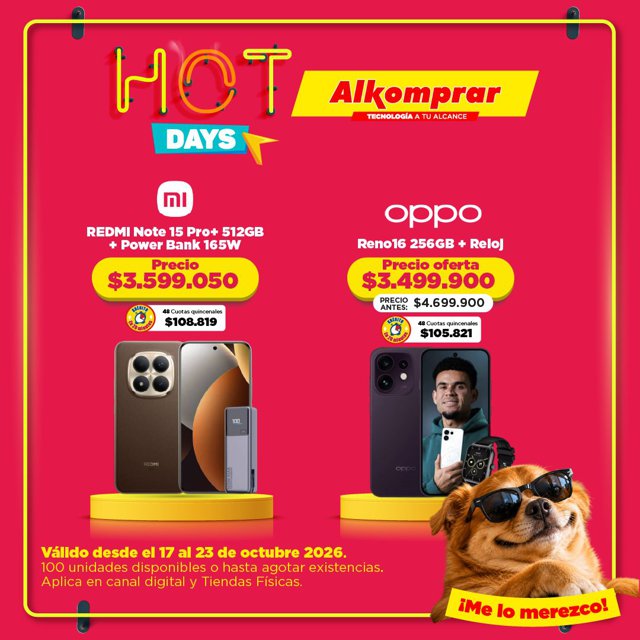 HOT
DAYS
Alkomprar
TECNOLOGÍA A TU ALCANCE
mi
REDMI Note 15 Pro+ 512GB
+ Power Bank 165W
Precio
$3.599.050
48 Cuotas quincenales
$108.819
oppo
Reno16 256GB + Reloj
Precio oferta
$3.499.900
PRECIO
ANTES: $4.699.900
48 Cuotas quincenales
$105.821
REDMI
100
oppo
Válido desde el 17 al 23 de octubre 2026.
100 unidades disponibles o hasta agotar existencias.
Aplica en canal digital y Tiendas Físicas.
¡Me lo merezco!